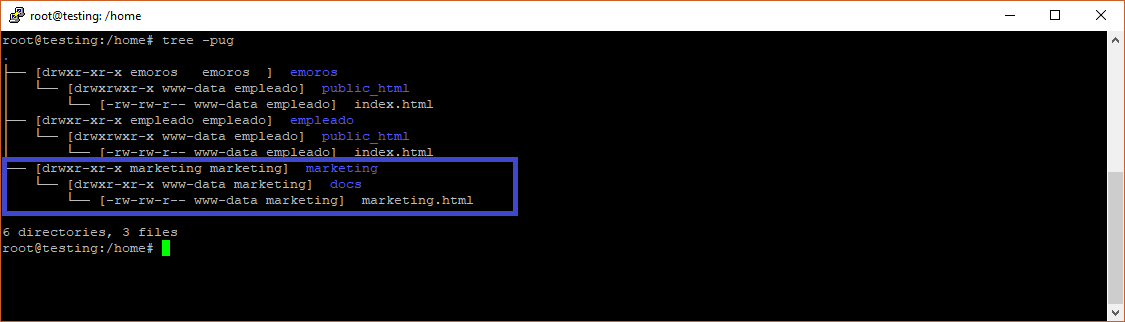 root@testing: /home
root@testing:/home# tree -pug
.
├── [drwxr-xr-x emoros   emoros  ]  emoros
│   └── [drwxrwxr-x www-data empleado]  public_html
│       └── [-rw-rw-r-- www-data empleado]  index.html
├── [drwxr-xr-x empleado empleado]  empleado
│   └── [drwxrwxr-x www-data empleado]  public_html
│       └── [-rw-rw-r-- www-data empleado]  index.html
├── [drwxr-xr-x marketing marketing]  marketing
    └── [drwxr-xr-x www-data marketing]  docs
        └── [-rw-rw-r-- www-data marketing]  marketing.html
6 directories, 3 files
root@testing:/home#